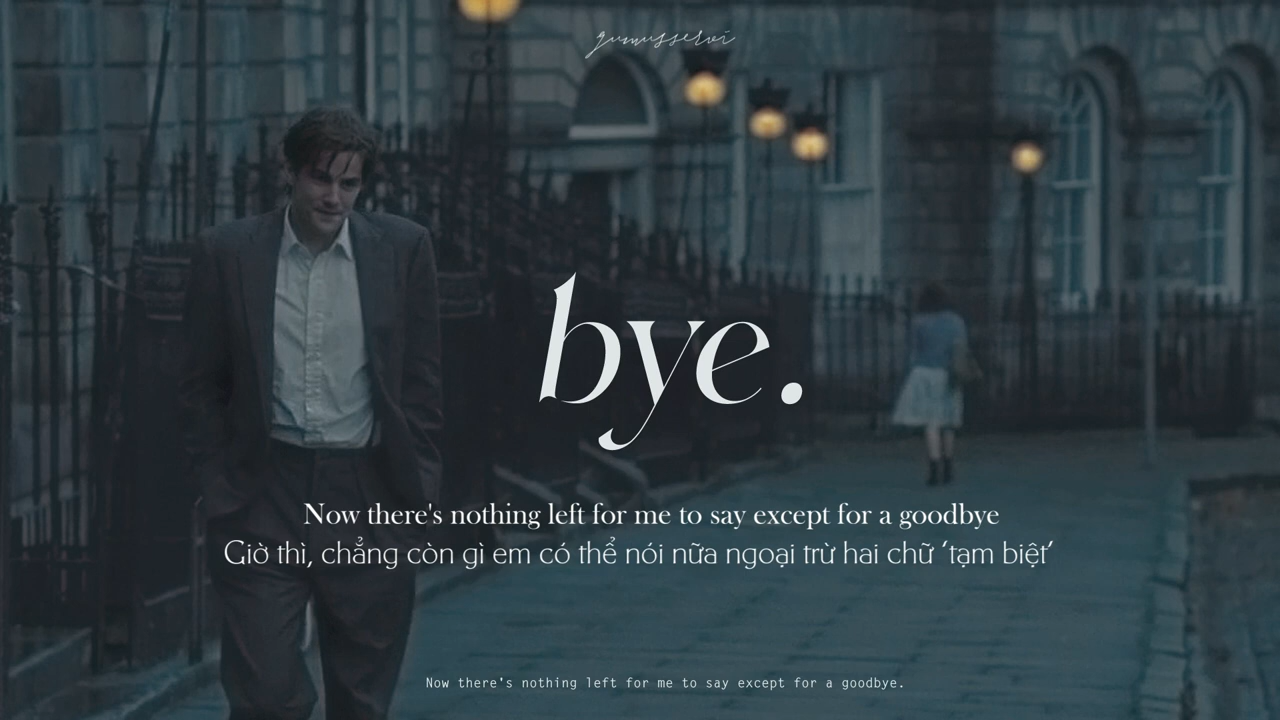 gumusservi
bye.
Now there's nothing left for me to say except for a goodbye
Giờ thì, chẳng còn gì em có thể nói nữa ngoại trừ hai chữ ‘tạm biệt’
Now there's nothing left for me to say except for a goodbye.